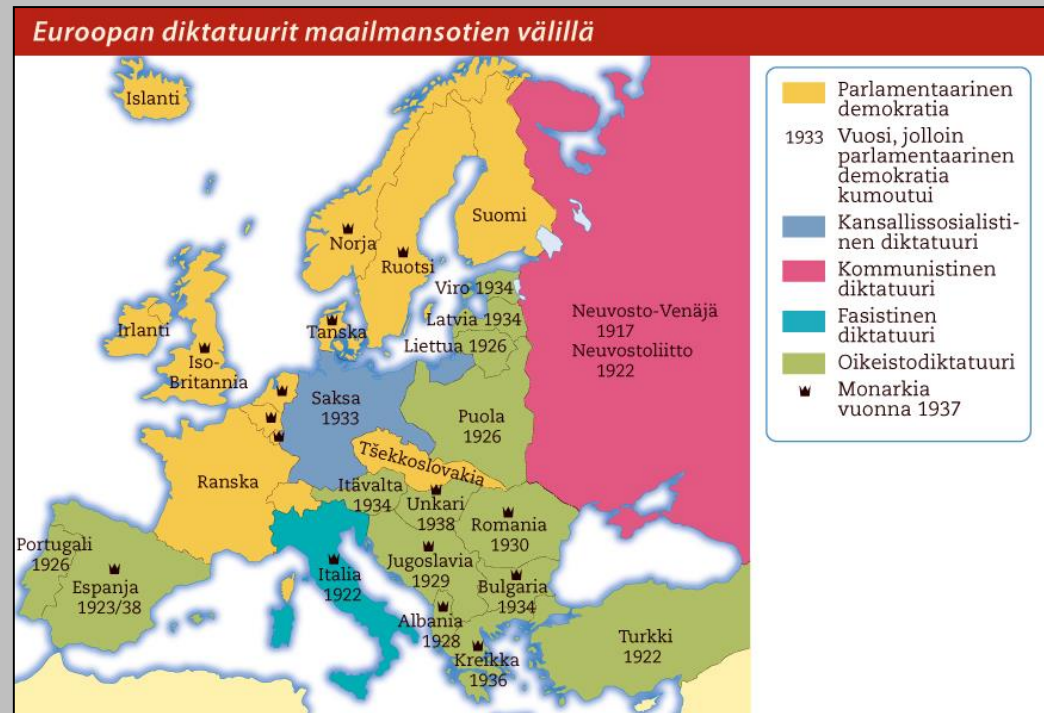 Euroopan diktatuurit maailmansotien välillä
Islanti
Norja
Ruotsi
Suomi
Viro 1934
Latvia 1934
Liettua 1926
Tanska
Irlanti
Iso-
Britannia
Neuvosto-Venäjä
1917
Neuvostoliitto
1922
Saksa
1933
Puola
1926
Tšekkoslovakia
Ranska
Itävalta
1934
Unkari
1938
Romania
1930
Portugali
1926
Espanja
1923/38
Italia
1922
Jugoslavia
1929
Bulgaria
1934
Albania
1928
Kreikka
1936
Turkki
1922
Parlamentaarinen
demokratia
1933 Vuosi, jolloin
parlamentaarinen
demokratia
kumoutui
Kansallissosialisti-
nen diktatuuri
Kommunistinen
diktatuuri
Fasistinen
diktatuuri
Oikeistodiktatuuri
Monarkia
vuonna 1937